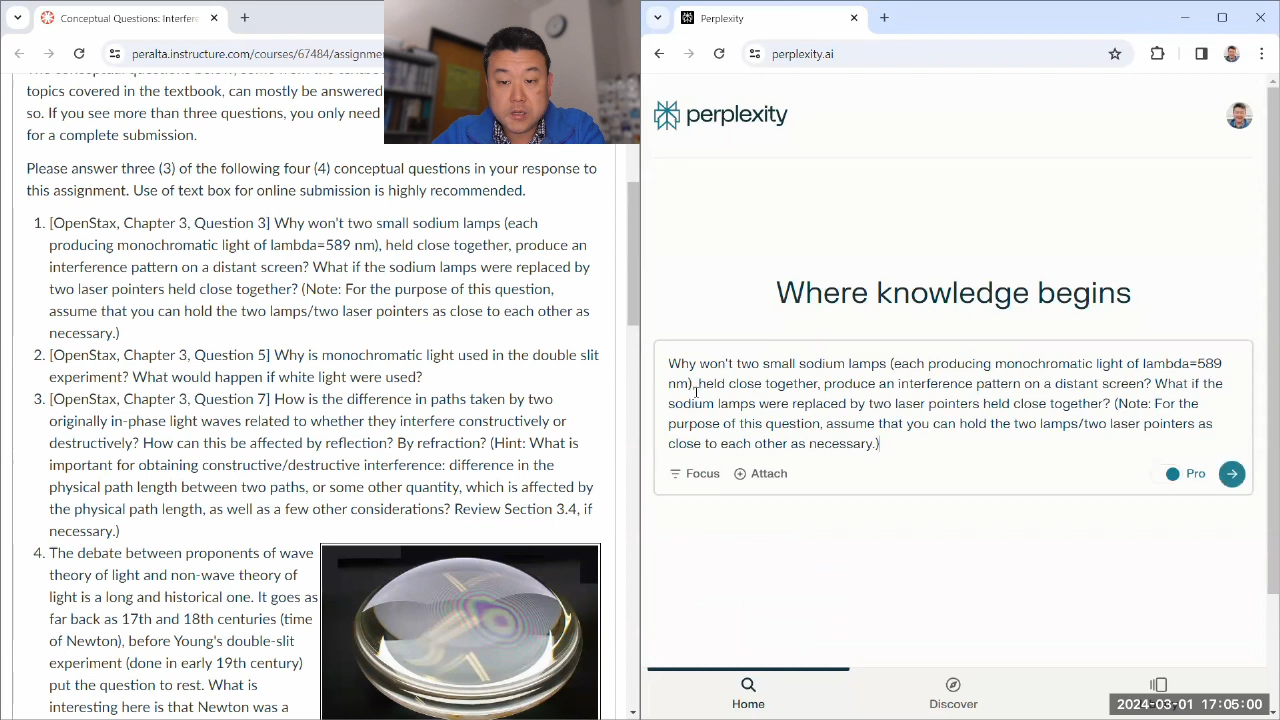 Conceptual Questions: Interfere
peralta.instructure.com/courses/67484/assignme
topics covered in the textbook, can mostly be answered
so. If you see more than three questions, you only need
for a complete submission.
Please answer three (3) of the following four (4) conceptual questions in your response to
this assignment. Use of text box for online submission is highly recommended.
1. [OpenStax, Chapter 3, Question 3] Why won't two small sodium lamps (each
producing monochromatic light of lambda=589 nm), held close together, produce an
interference pattern on a distant screen? What if the sodium lamps were replaced by
two laser pointers held close together? (Note: For the purpose of this question,
assume that you can hold the two lamps/two laser pointers as close to each other as
necessary.)
2. [OpenStax, Chapter 3, Question 5] Why is monochromatic light used in the double slit
experiment? What would happen if white light were used?
3. [OpenStax, Chapter 3, Question 7] How is the difference in paths taken by two
originally in-phase light waves related to whether they interfere constructively or
destructively? How can this be affected by reflection? By refraction? (Hint: What is
important for obtaining constructive/destructive interference: difference in the
physical path length between two paths, or some other quantity, which is affected by
the physical path length, as well as a few other considerations? Review Section 3.4, if
necessary.)
4. The debate between proponents of wave
theory of light and non-wave theory of
light is a long and historical one. It goes as
far back as 17th and 18th centuries (time
of Newton), before Young's double-slit
experiment (done in early 19th century)
put the question to rest. What is
interesting here is that Newton was a
Perplexity
perplexity.ai
perplexity
Where knowledge begins
Why won't two small sodium lamps (each producing monochromatic light of lambda=589
nm), held close together, produce an interference pattern on a distant screen? What if the
sodium lamps were replaced by two laser pointers held close together? (Note: For the
purpose of this question, assume that you can hold the two lamps/two laser pointers as
close to each other as necessary.)
Focus
Attach
Pro
Home
Discover
2024-03-01 17:05:00